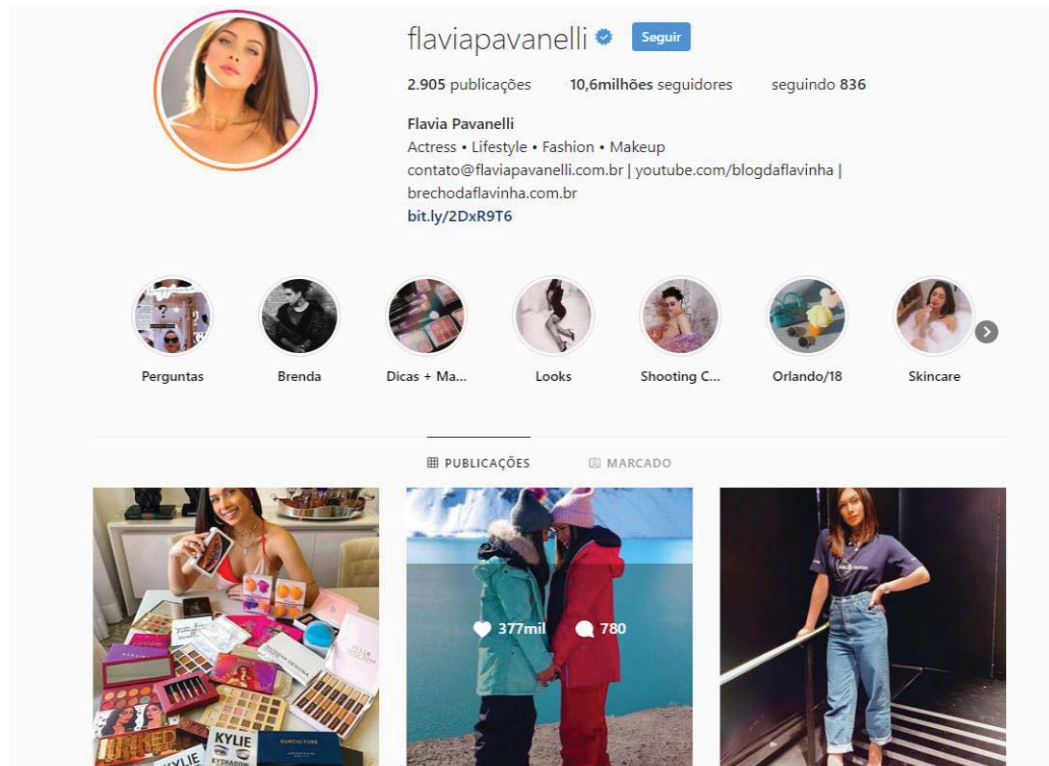 flaviapavanelli Seguir
2.905 publicações 10,6milhões seguidores seguindo 836
Flavia Pavanelli
Actress • Lifestyle • Fashion • Makeup
contato@flaviapavanelli.com.br | youtube.com/blogdaflavinha |
brechodaflavinha.com.br
bit.ly/2DxR9T6
Perguntas Brenda Dicas + Ma... Looks Shooting C... Orlando/18 Skincare
PUBLICAÇÕES MARCADO
377mil 780
SUBCULTURE
KYLIE
EYESHADOW
KYLIE